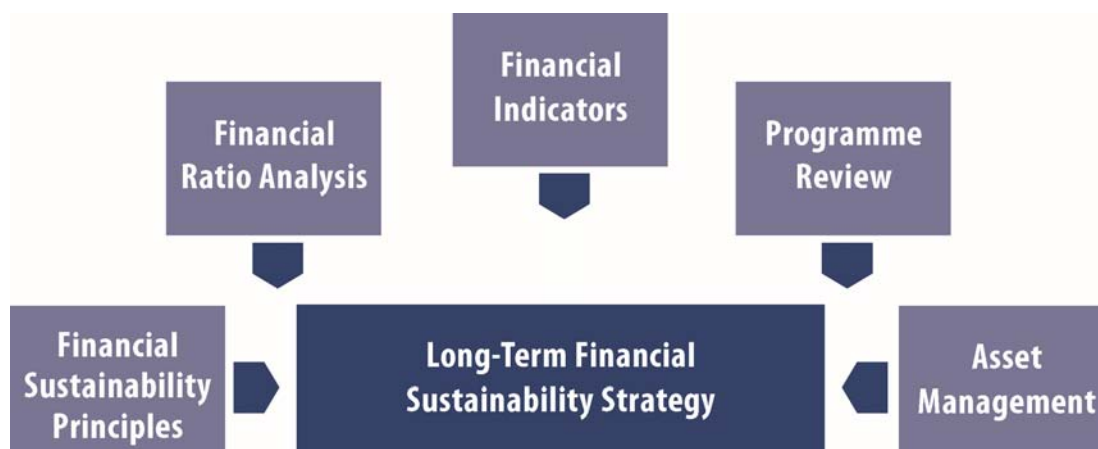 Financial
Indicators
Financial
Ratio Analysis
Programme
Review
Financial
Sustainability
Principles
Long-Term Financial
Sustainability Strategy
Asset
Management